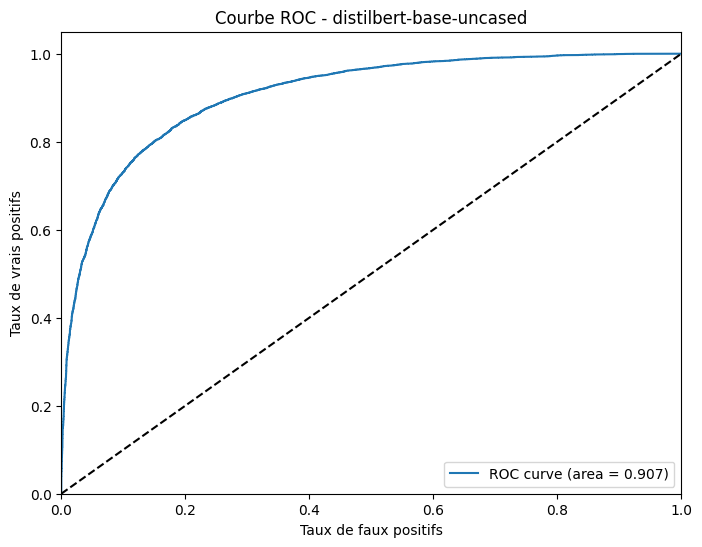 Courbe ROC - distilbert-base-uncased
Taux de vrais positifs
1.0
0.8
0.6
0.4
0.2
0.0
ROC curve (area = 0.907)
0.0 0.2 0.4 0.6 0.8 1.0
Taux de faux positifs